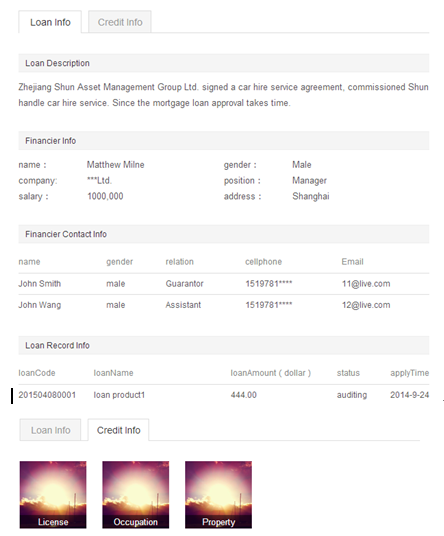 Loan Info Credit Info
Loan Description
Zhejiang Shun Asset Management Group Ltd. signed a car hire service agreement, commissioned Shun
handle car hire service. Since the mortgage loan approval takes time.
Financier Info
name : Matthew Milne gender : Male
company: ***Ltd. position : Manager
salary : 1000,000 address : Shanghai
Financier Contact Info
name gender relation cellphone Email
John Smith male Guarantor 1519781**** 11@live.com
John Wang male Assistant 1519781**** 12@live.com
Loan Record Info
loanCode loanName loanAmount ( dollar ) status applyTime
201504080001 loan product1 444.00 auditing 2014-9-24
Loan Info Credit Info
License Occupation Property